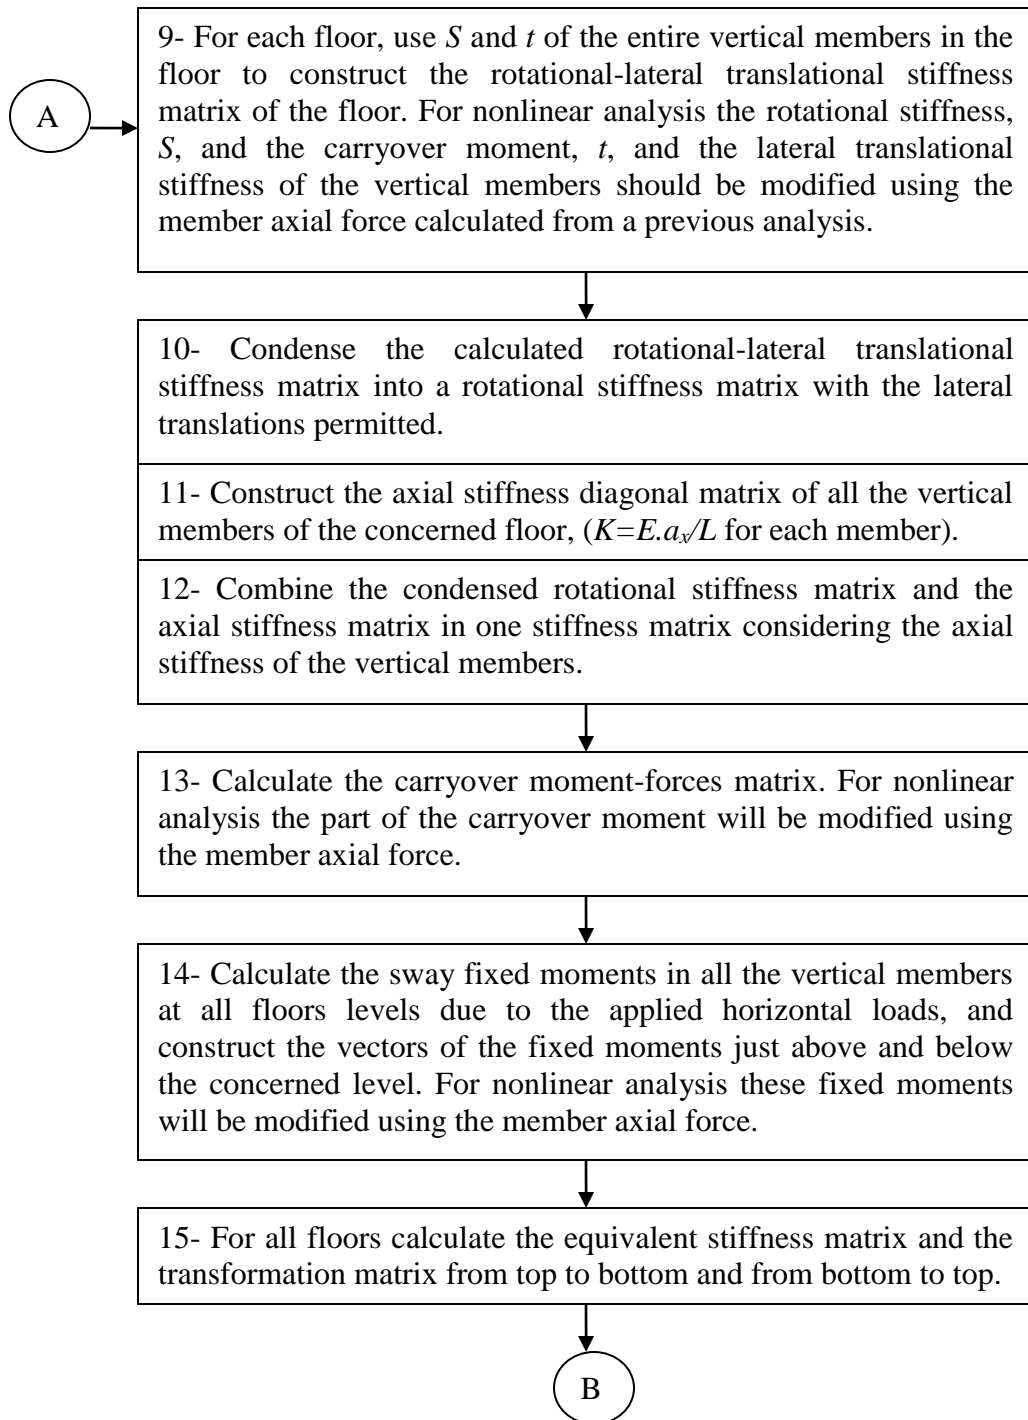 9- For each floor, use S and t of the entire vertical members in the
floor to construct the rotational-lateral translational stiffness
matrix of the floor. For nonlinear analysis the rotational stiffness,
S, and the carryover moment, t, and the lateral translational
stiffness of the vertical members should be modified using the
member axial force calculated from a previous analysis.
A
10- Condense the calculated rotational-lateral translational
stiffness matrix into a rotational stiffness matrix with the lateral
translations permitted.
11- Construct the axial stiffness diagonal matrix of all the vertical
members of the concerned floor, (K=E.aₓ/L for each member).
12- Combine the condensed rotational stiffness matrix and the
axial stiffness matrix in one stiffness matrix considering the axial
stiffness of the vertical members.
13- Calculate the carryover moment-forces matrix. For nonlinear
analysis the part of the carryover moment will be modified using
the member axial force.
14- Calculate the sway fixed moments in all the vertical members
at all floors levels due to the applied horizontal loads, and
construct the vectors of the fixed moments just above and below
the concerned level. For nonlinear analysis these fixed moments
will be modified using the member axial force.
15- For all floors calculate the equivalent stiffness matrix and the
transformation matrix from top to bottom and from bottom to top.
B